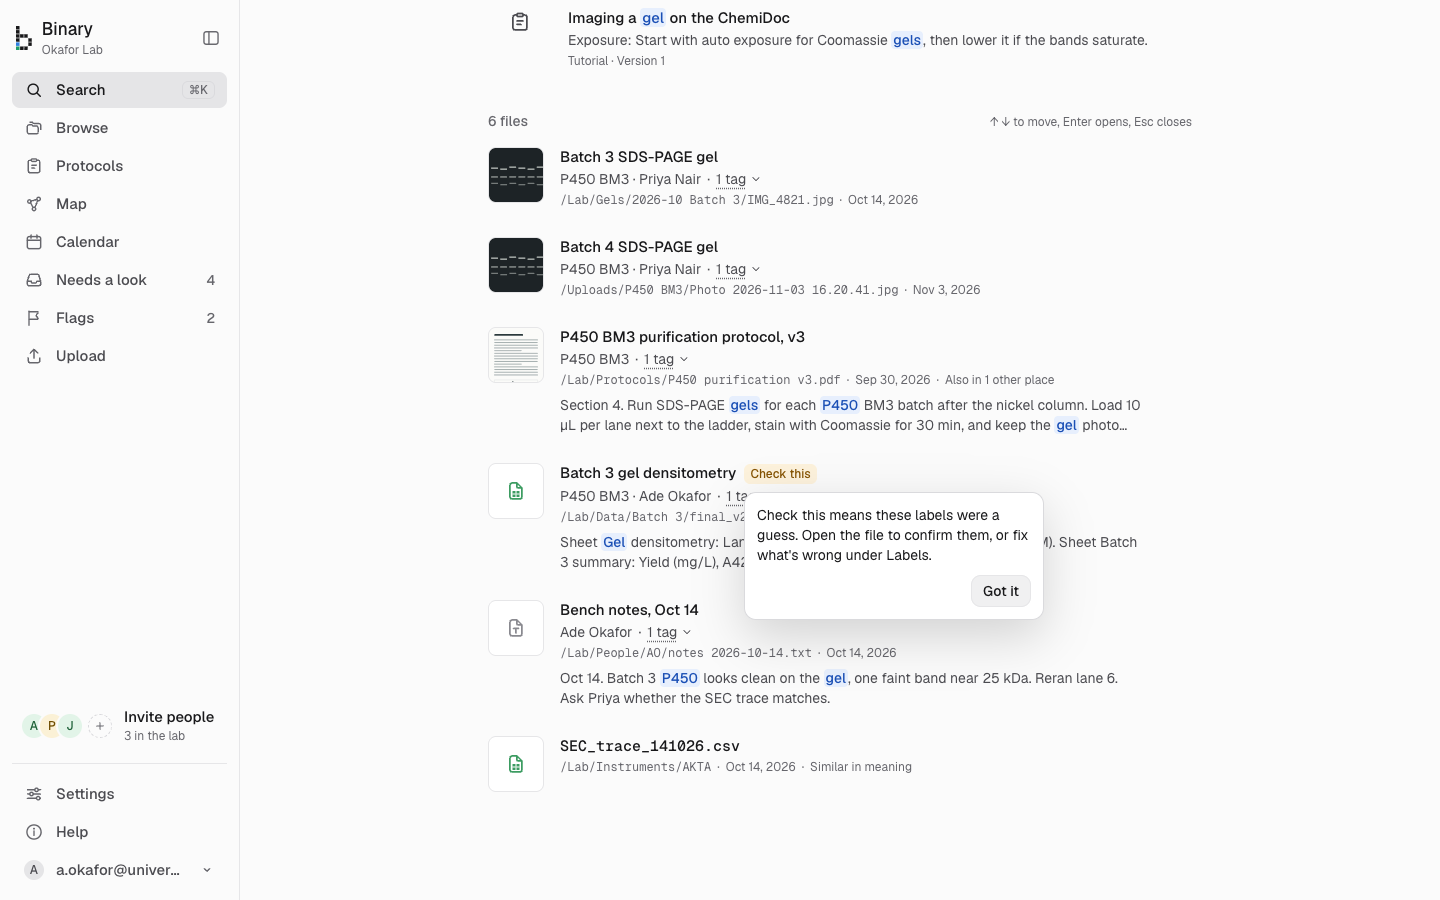 Binary
Okafor Lab
Search ⌘K
Browse
Protocols
Map
Calendar
Needs a look 4
Flags 2
Upload
A P J + Invite people
3 in the lab
Settings
Help
A a.okafor@univer...
Imaging a gel on the ChemiDoc
Exposure: Start with auto exposure for Coomassie gels, then lower it if the bands saturate.
Tutorial · Version 1
6 files ↑↓ to move, Enter opens, Esc closes
Batch 3 SDS-PAGE gel
P450 BM3 · Priya Nair · 1 tag
/Lab/Gels/2026-10 Batch 3/IMG_4821.jpg · Oct 14, 2026
Batch 4 SDS-PAGE gel
P450 BM3 · Priya Nair · 1 tag
/Uploads/P450 BM3/Photo 2026-11-03 16.20.41.jpg · Nov 3, 2026
P450 BM3 purification protocol, v3
P450 BM3 · 1 tag
/Lab/Protocols/P450 purification v3.pdf · Sep 30, 2026 · Also in 1 other place
Section 4. Run SDS-PAGE gels for each P450 BM3 batch after the nickel column. Load 10
µL per lane next to the ladder, stain with Coomassie for 30 min, and keep the gel photo...
Batch 3 gel densitometry Check this
P450 BM3 · Ade Okafor · 1 ta
/Lab/Data/Batch 3/final_v2
Sheet Gel densitometry: Lar M). Sheet Batch
3 summary: Yield (mg/L), A42
Check this means these labels were a
guess. Open the file to confirm them, or fix
what's wrong under Labels.
Got it
Bench notes, Oct 14
Ade Okafor · 1 tag
/Lab/People/AO/notes 2026-10-14.txt · Oct 14, 2026
Oct 14. Batch 3 P450 looks clean on the gel, one faint band near 25 kDa. Reran lane 6.
Ask Priya whether the SEC trace matches.
SEC_trace_141026.csv
/Lab/Instruments/AKTA · Oct 14, 2026 · Similar in meaning